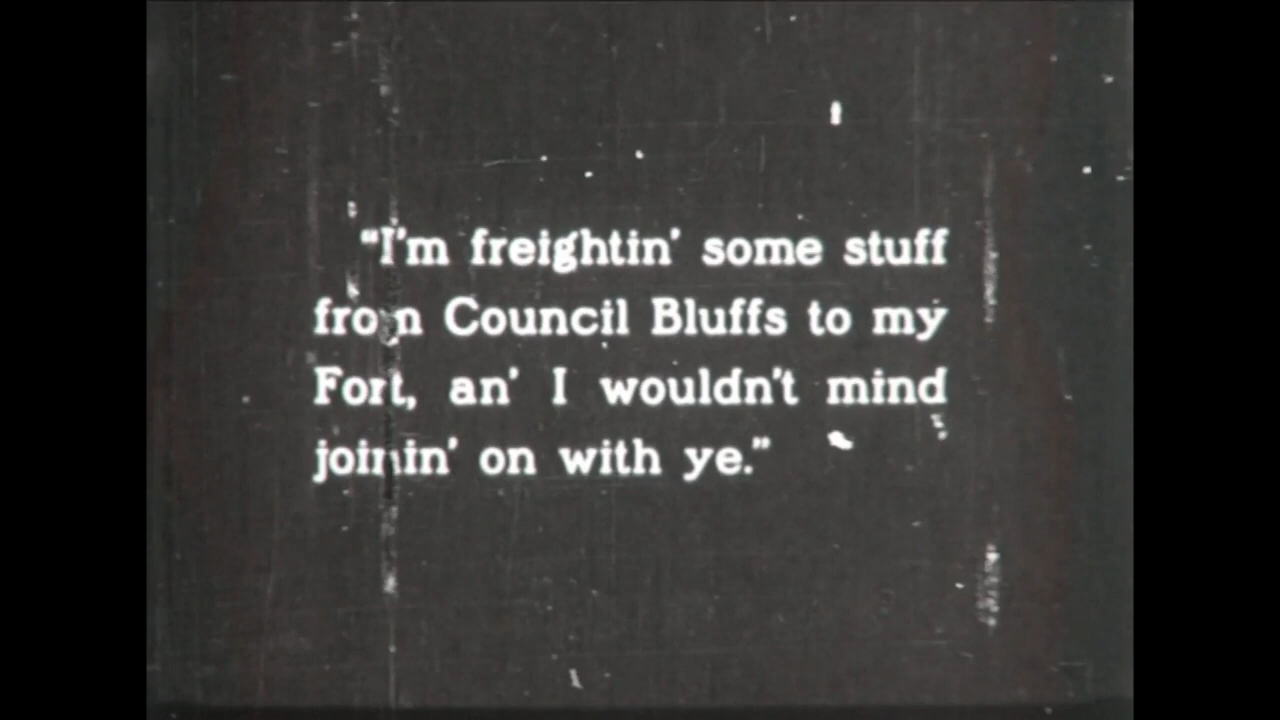 "I'm freightin' some stuff
from Council Bluffs to my
Fort, an' I wouldn't mind
joinin' on with ye."